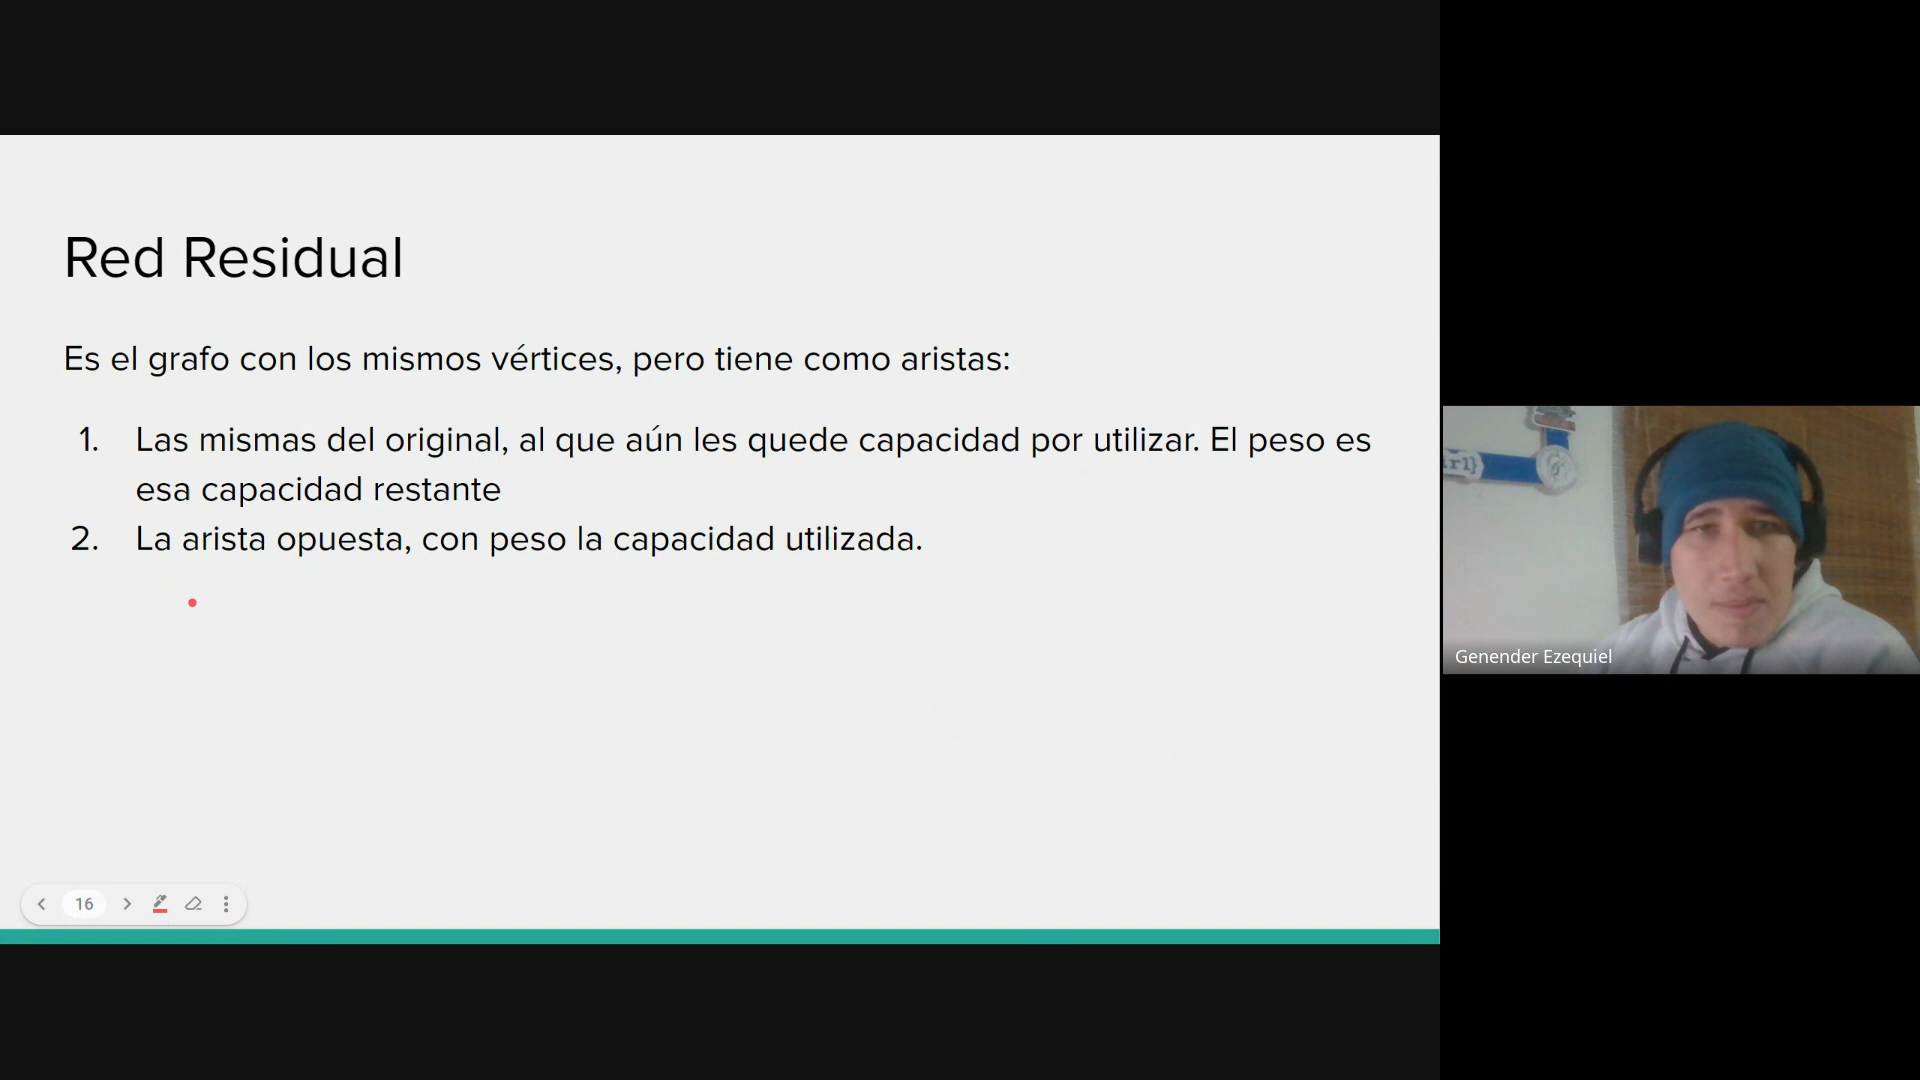 Red Residual
Es el grafo con los mismos vértices, pero tiene como aristas:
1. Las mismas del original, al que aún les quede capacidad por utilizar. El peso es
esa capacidad restante
2. La arista opuesta, con peso la capacidad utilizada.
16
Genender Ezequiel